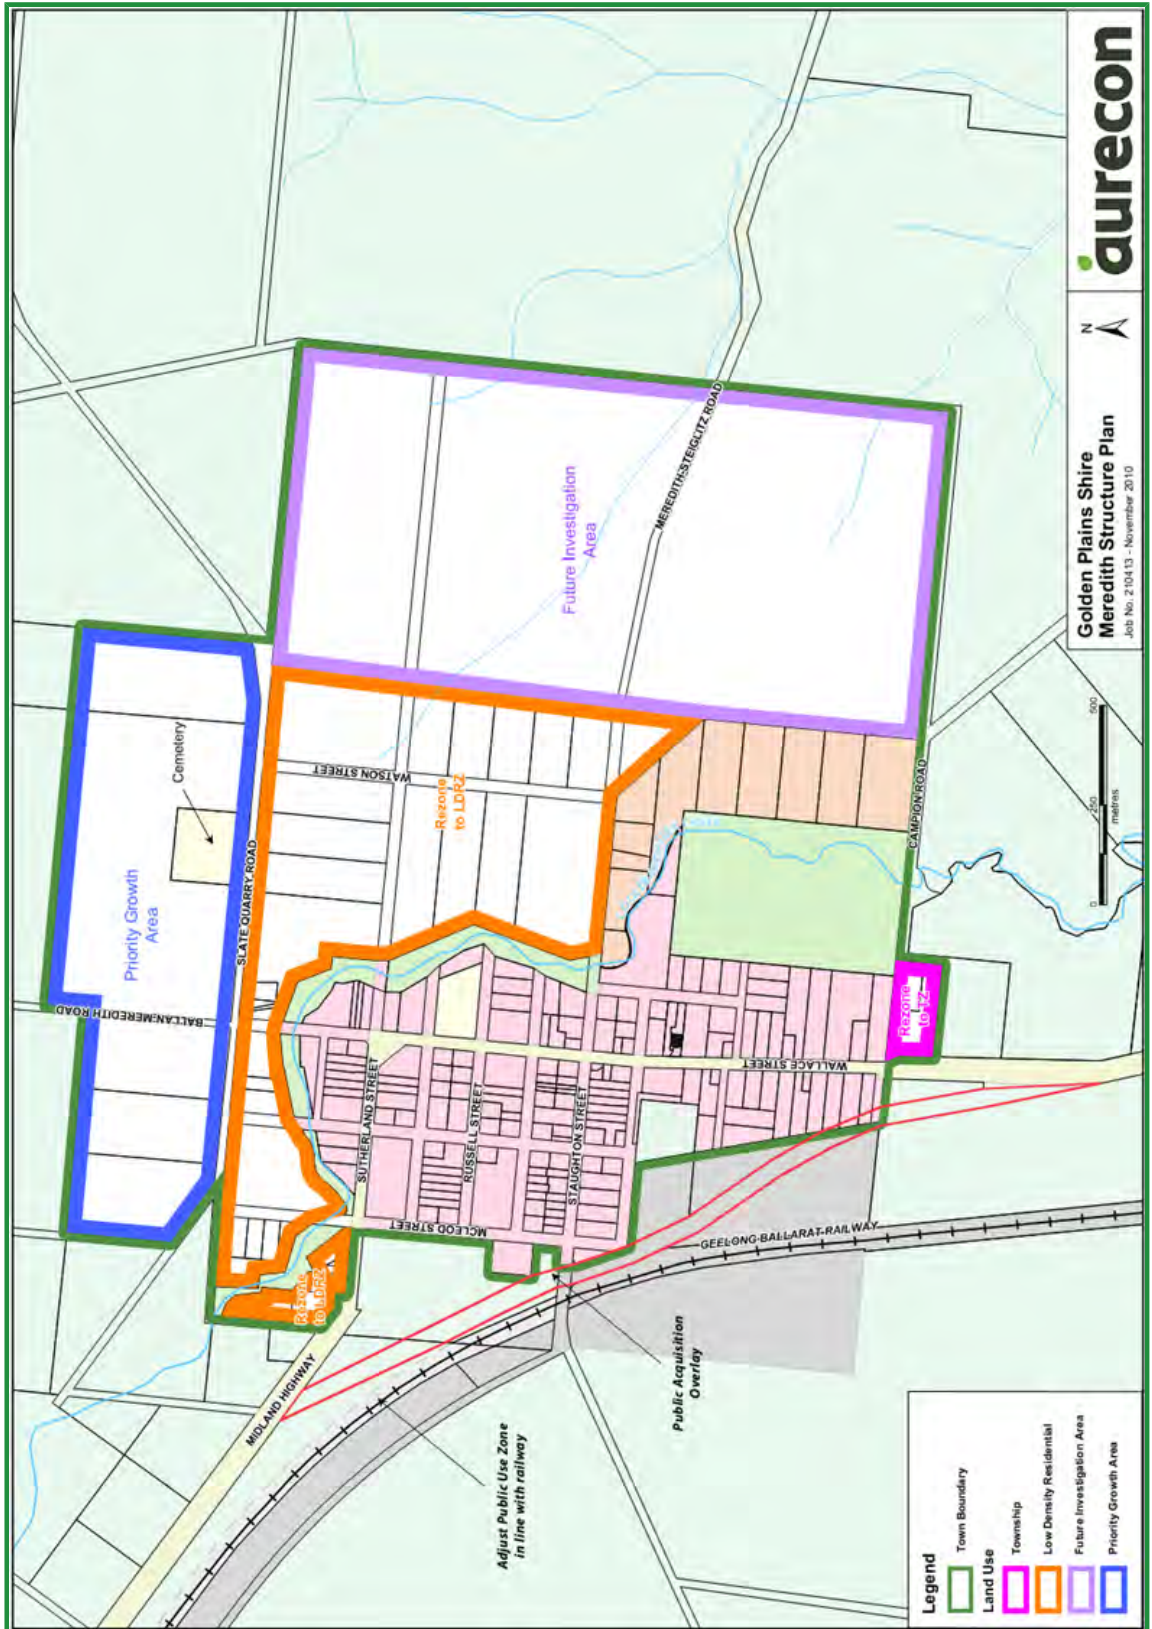 Priority Growth
Area
Cemetery
SLATE QUARRY ROAD
BALLAN-MEREDITH ROAD
WATSON STREET
Rezone
to LDRZ
Future Investigation
Area
MEREDITH-STEIGLITZ ROAD
CAMPION ROAD
Rezone
to TZ
WALLACE STREET
SUTHERLAND STREET
RUSSELL STREET
STAUGHTON STREET
MCLEOD STREET
GEELONG-BALLARAT-RAILWAY
MIDLAND HIGHWAY
Rezone
to LDRZ
Public Acquisition
Overlay
Adjust Public Use Zone
in line with railway
Legend
Town Boundary
Land Use
Township
Low Density Residential
Future Investigation Area
Priority Growth Area
0 250 500
metres
Golden Plains Shire
Meredith Structure Plan
Job No. 210413 - November 2010
N
aurecon